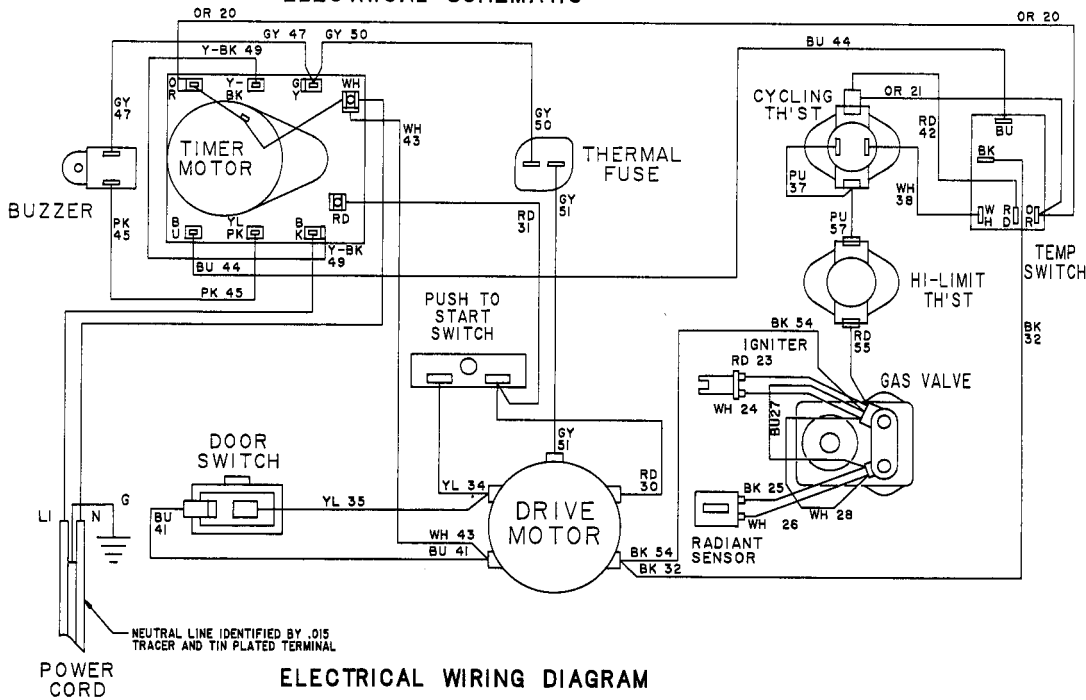 OR 20
OR 20
GY 47
GY 50
Y-BK 49
BU 44
O
R
Y-
BK
G
Y
WH
CYCLING
TH'ST
OR 21
GY
47
TIMER
MOTOR
WH
43
GY
50
THERMAL
FUSE
RD
42
BU
BK
BUZZER
PU
37
WH
38
GY
51
RD
RD
31
W
H
R
D
O
R
PK
45
B
U
YL
PK
B
K
Y-BK
49
PU
57
TEMP
SWITCH
BU 44
PK 45
HI-LIMIT
TH'ST
PUSH TO
START
SWITCH
BK 54
RD
55
BK
32
IGNITER
RD 23
GAS VALVE
WH 24
BU27
DOOR
SWITCH
GY
51
YL 34
RD
30
YL 35
BK 25
LI
N
G
BU
41
DRIVE
MOTOR
WH
26
WH 28
WH 43
RADIANT
SENSOR
BU 41
BK 54
BK 32
NEUTRAL LINE IDENTIFIED BY .015
TRACER AND TIN PLATED TERMINAL
POWER
CORD
ELECTRICAL WIRING DIAGRAM